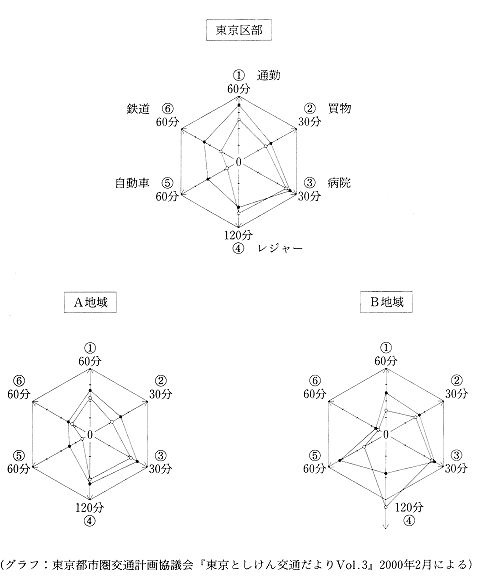 東京区部
① 通勤
60分
鉄道 ⑥
60分
② 買物
30分
0
自動車 ⑤
60分
③ 病院
30分
120分
④ レジャー
A地域
①
60分
⑥
60分
②
30分
0
⑤
60分
③
30分
120分
④
B地域
①
60分
⑥
60分
②
30分
0
⑤
60分
③
30分
120分
④
(グラフ：東京都市圏交通計画協議会『東京としけん交通だよりVol.3』2000年2月による)